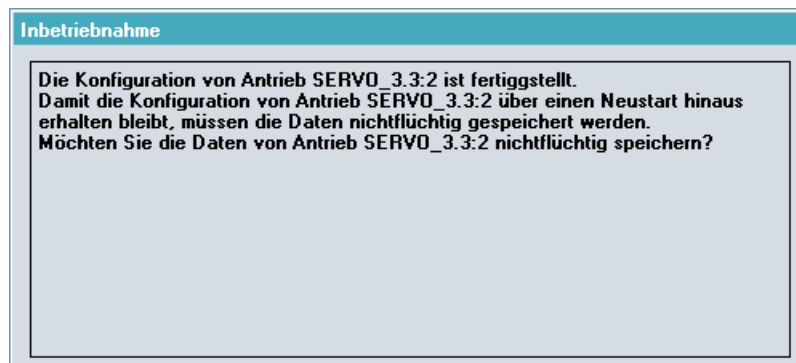 Inbetriebnahme
Die Konfiguration von Antrieb SERVO_3.3:2 ist fertiggstellt.
Damit die Konfiguration von Antrieb SERVO_3.3:2 über einen Neustart hinaus
erhalten bleibt, müssen die Daten nichtflüchtig gespeichert werden.
Möchten Sie die Daten von Antrieb SERVO_3.3:2 nichtflüchtig speichern?